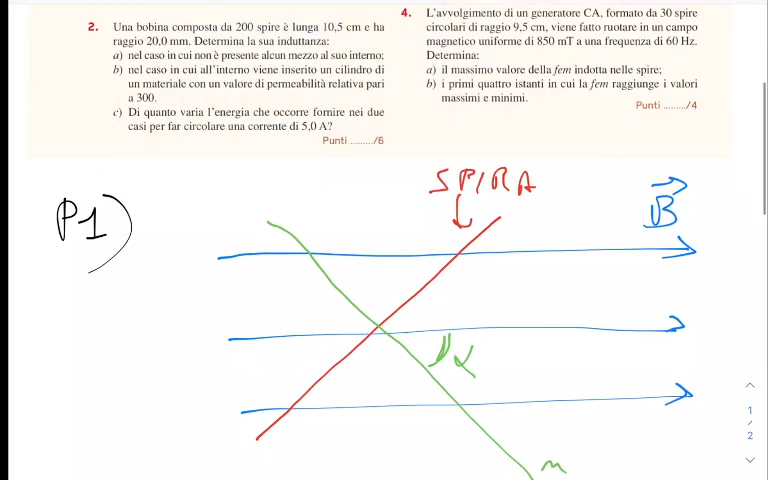 2. Una bobina composta da 200 spire è lunga 10,5 cm e ha
raggio 20,0 mm. Determina la sua induttanza:
a) nel caso in cui non è presente alcun mezzo al suo interno;
b) nel caso in cui all'interno viene inserito un cilindro di
un materiale con un valore di permeabilità relativa pari
a 300.
c) Di quanto varia l'energia che occorre fornire nei due
casi per far circolare una corrente di 5,0 A?
Punti ........./6
4. L'avvolgimento di un generatore CA, formato da 30 spire
circolari di raggio 9,5 cm, viene fatto ruotare in un campo
magnetico uniforme di 850 mT a una frequenza di 60 Hz.
Determina:
a) il massimo valore della fem indotta nelle spire;
b) i primi quattro istanti in cui la fem raggiunge i valori
massimi e minimi.
Punti ........./4
P1)
SPIRA
B
α
n
1
/
2